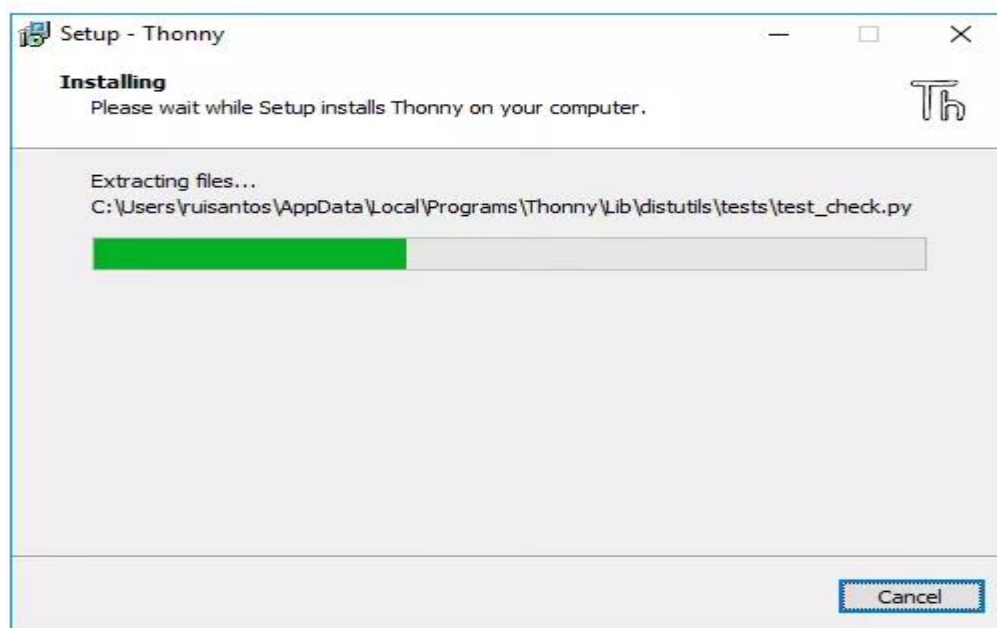 Setup - Thonny
Installing
Please wait while Setup installs Thonny on your computer.
Th
Extracting files...
C:\Users\ruisantos\AppData\Local\Programs\Thonny\Lib\distutils\tests\test_check.py
Cancel